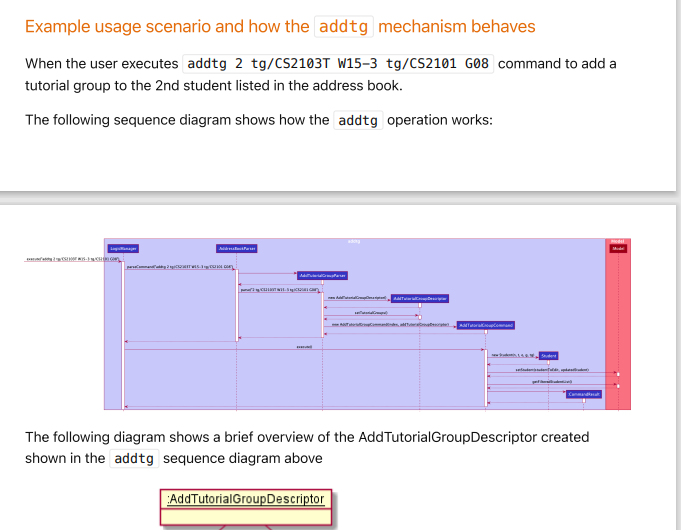 Example usage scenario and how the addtg mechanism behaves
When the user executes addtg 2 tg/CS2103T W15-3 tg/CS2101 G08 command to add a
tutorial group to the 2nd student listed in the address book.
The following sequence diagram shows how the addtg operation works:
addtg
Model
LogicManager
AddressBookParser
Model
execute("addtg 2 tg/CS2103T W15-3 tg/CS2101 G08")
parseCommand("addtg 2 tg/CS2103T W15-3 tg/CS2101 G08")
AddTutorialGroupParser
parse("2 tg/CS2103T W15-3 tg/CS2101 G08")
new AddTutorialGroupDescriptor()
AddTutorialGroupDescriptor
setTutorialGroups()
new AddTutorialGroupCommand(index, addTutorialGroupDescriptor)
AddTutorialGroupCommand
execute()
Student
setStudent(studentToEdit, updatedStudent)
CommandResult
The following diagram shows a brief overview of the AddTutorialGroupDescriptor created
shown in the addtg sequence diagram above
:AddTutorialGroupDescriptor